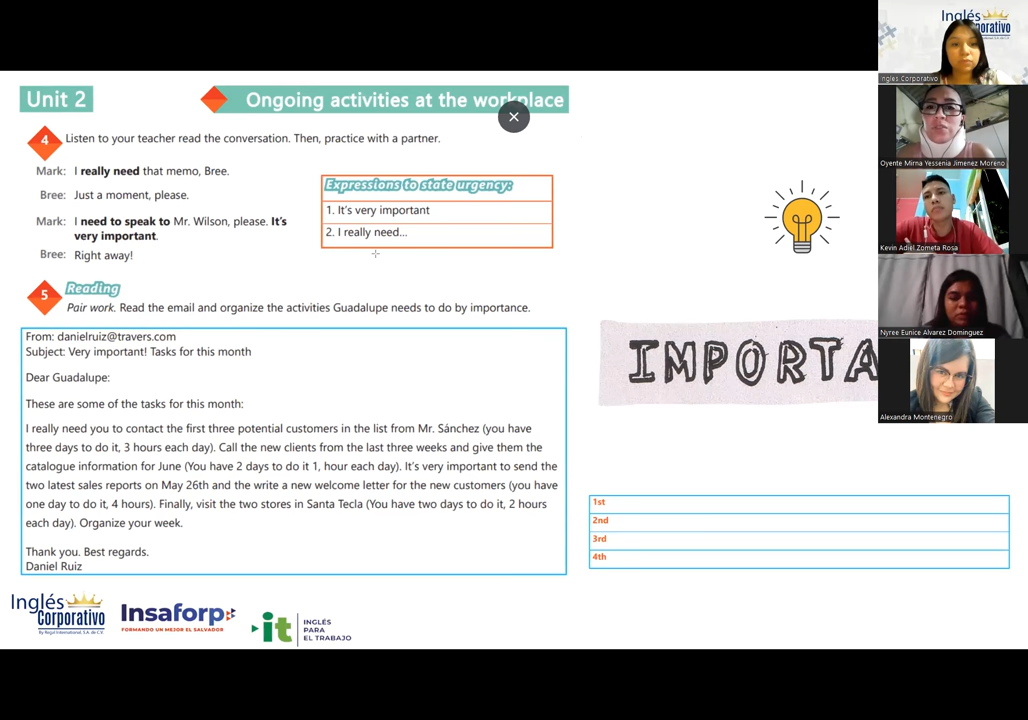 Unit 2
Ongoing activities at the workplace
4
Listen to your teacher read the conversation. Then, practice with a partner.
Mark: I really need that memo, Bree.
Bree: Just a moment, please.
Mark: I need to speak to Mr. Wilson, please. It's
very important.
Bree: Right away!
Expressions to state urgency:
1. It's very important
2. I really need...
5
Reading
Pair work. Read the email and organize the activities Guadalupe needs to do by importance.
From: danielruiz@travers.com
Subject: Very important! Tasks for this month
Dear Guadalupe:
These are some of the tasks for this month:
I really need you to contact the first three potential customers in the list from Mr. Sánchez (you have
three days to do it, 3 hours each day). Call the new clients from the last three weeks and give them the
catalogue information for June (You have 2 days to do it 1, hour each day). It's very important to send the
two latest sales reports on May 26th and the write a new welcome letter for the new customers (you have
one day to do it, 4 hours). Finally, visit the two stores in Santa Tecla (You have two days to do it, 2 hours
each day). Organize your week.
Thank you. Best regards.
Daniel Ruiz
IMPORTA
1st
2nd
3rd
4th
Inglés
Corporativo
By Regal International, S.A. de C.V.
Insaforp
FORMANDO UN MEJOR EL SALVADOR
it
INGLÉS
PARA
EL TRABAJO
Inglés
orativo
Ingles Corporativo
Oyente Mirna Yessenia Jimenez Moreno
Kevin Adiel Zometa Rosa
Nyree Eunice Alvarez Dominguez
Alexandra Montenegro